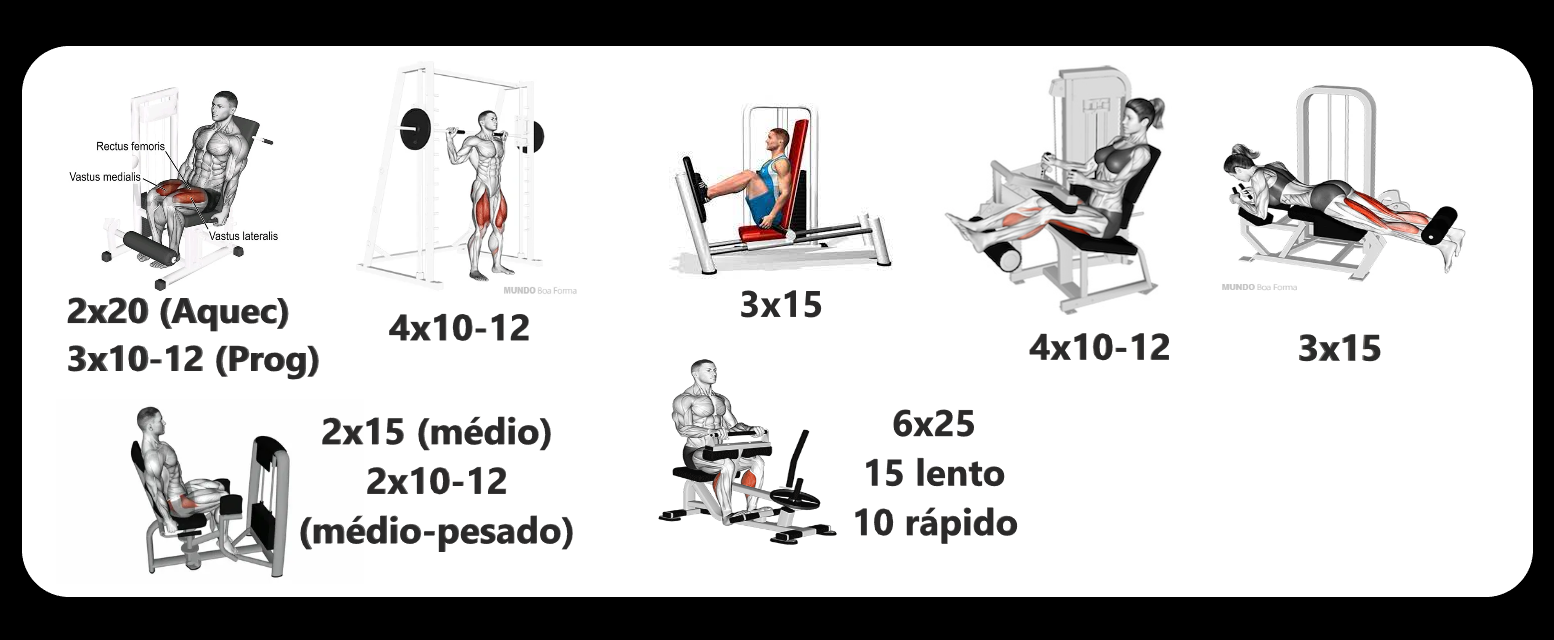 Rectus femoris
Vastus medialis
Vastus lateralis
2x20 (Aquec)
3x10-12 (Prog)
MUNDO Boa Forma
4x10-12
3x15
4x10-12
MUNDO Boa Forma
3x15
2x15 (médio)
2x10-12
(médio-pesado)
6x25
15 lento
10 rápido